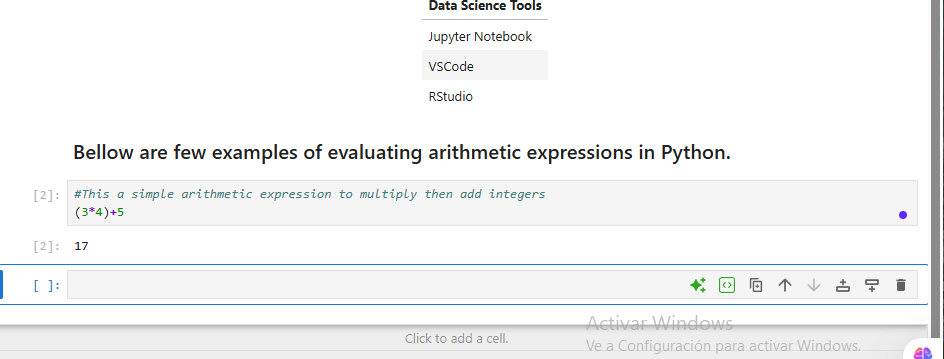 Data Science Tools
Jupyter Notebook
VSCode
RStudio
Bellow are few examples of evaluating arithmetic expressions in Python.
[2]: #This a simple arithmetic expression to multiply then add integers
(3*4)+5
[2]: 17
[ ]:
Click to add a cell.
Activar Windows
Ve a Configuración para activar Windows.